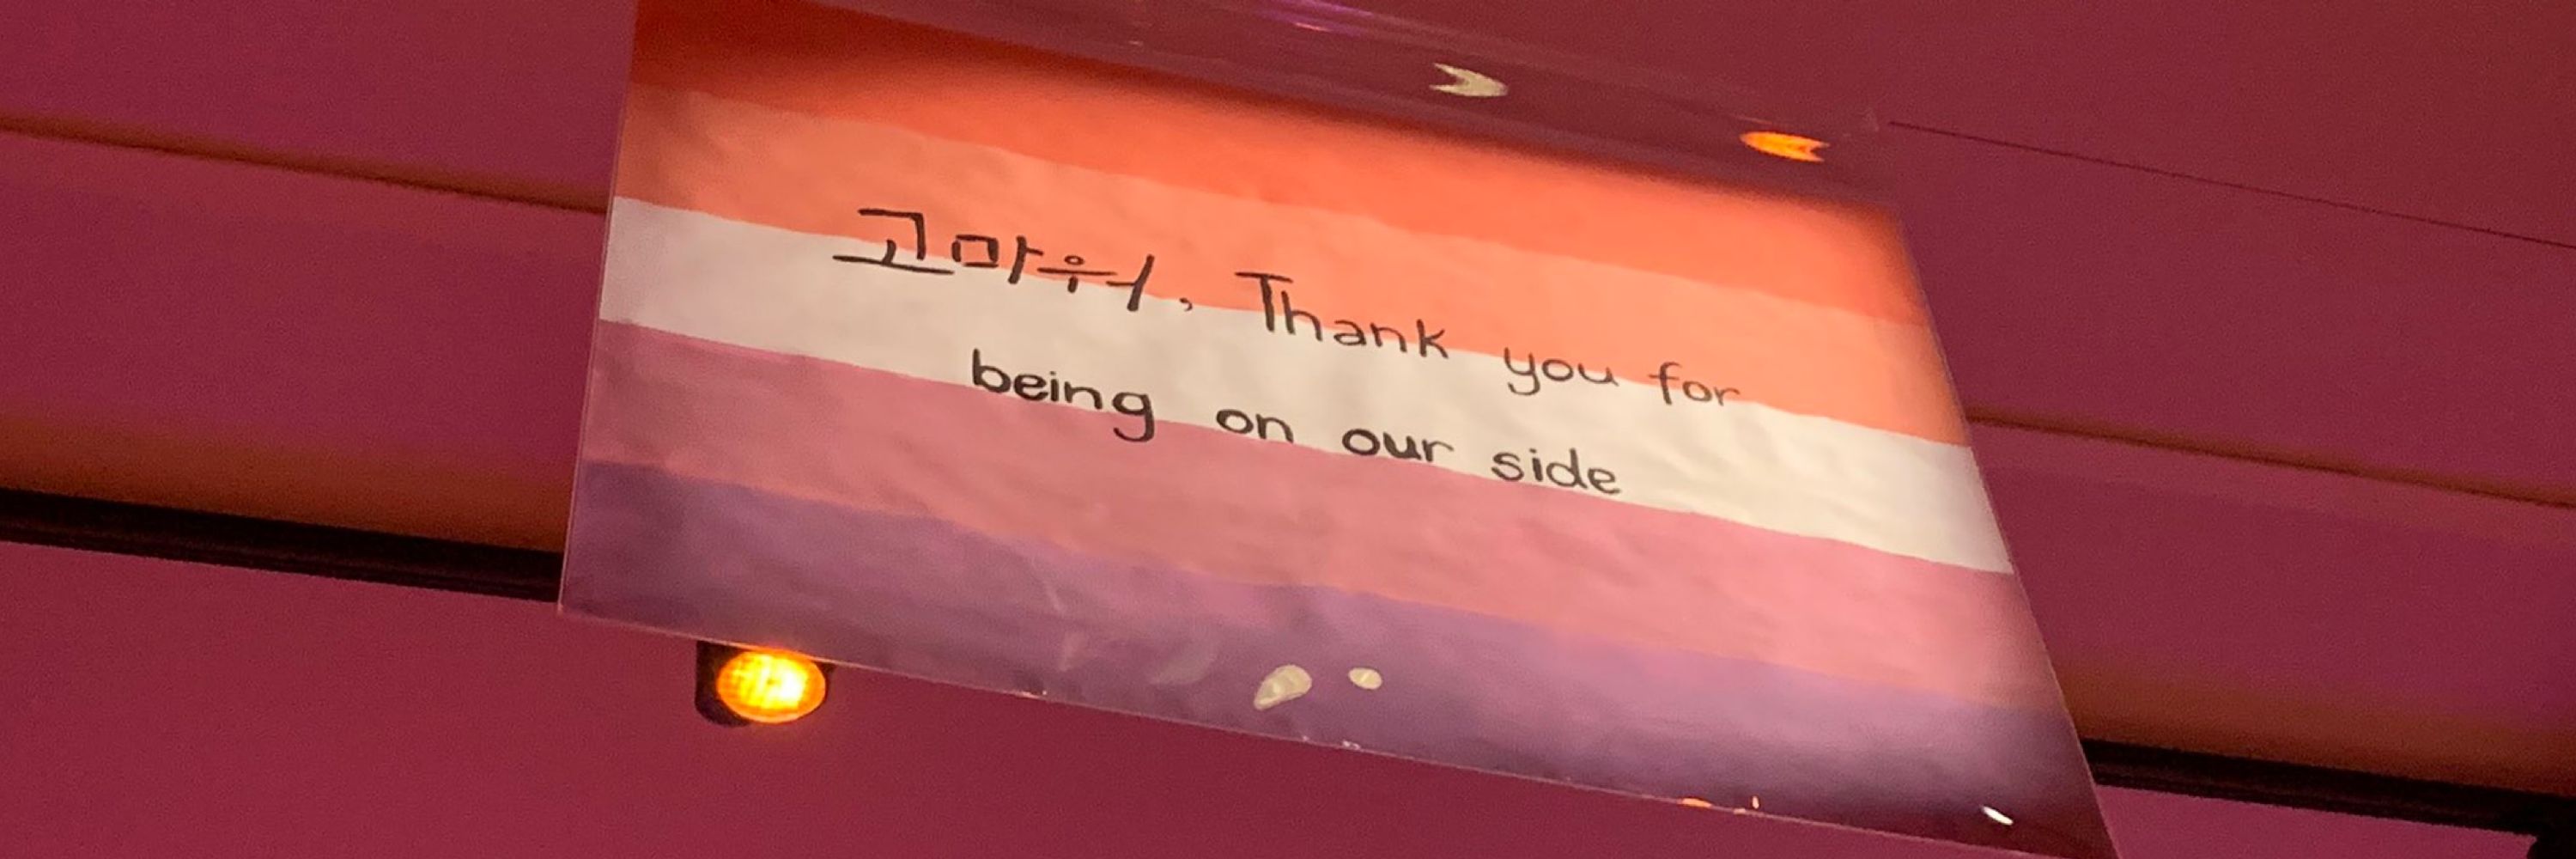 고마워, Thank you for
being on our side